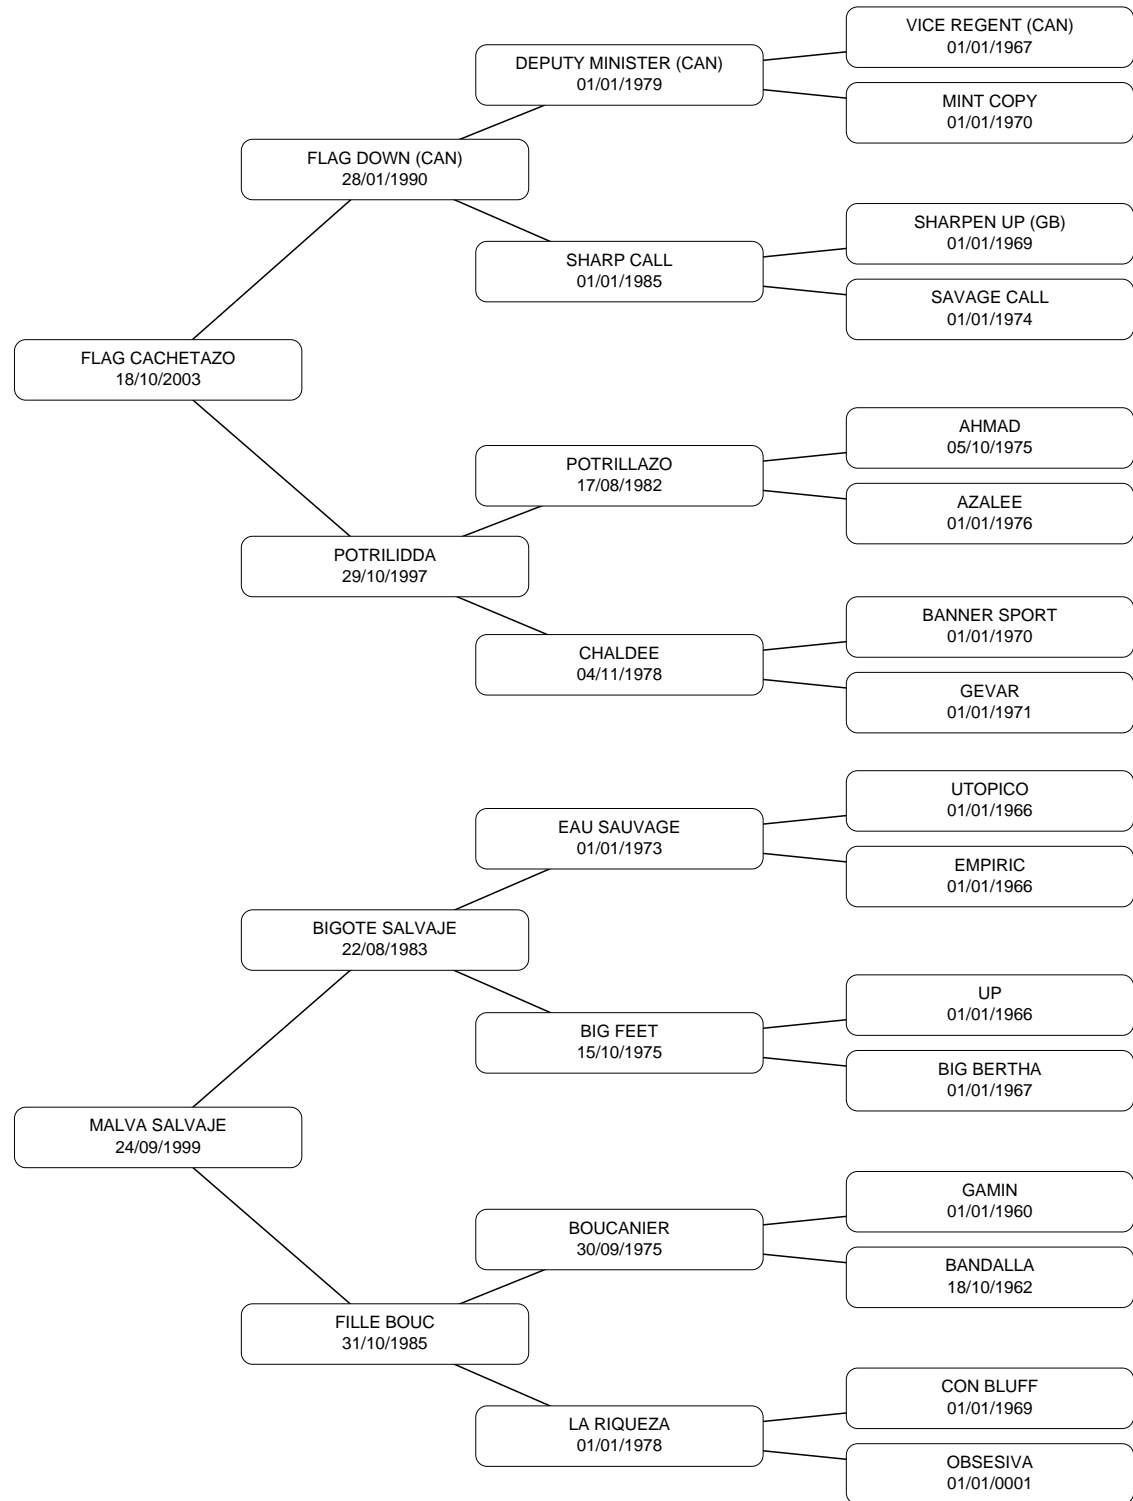 VICE REGENT (CAN)
01/01/1967
DEPUTY MINISTER (CAN)
01/01/1979
MINT COPY
01/01/1970
FLAG DOWN (CAN)
28/01/1990
SHARPEN UP (GB)
01/01/1969
SHARP CALL
01/01/1985
SAVAGE CALL
01/01/1974
FLAG CACHETAZO
18/10/2003
AHMAD
05/10/1975
POTRILLAZO
17/08/1982
AZALEE
01/01/1976
POTRILIDDA
29/10/1997
BANNER SPORT
01/01/1970
CHALDEE
04/11/1978
GEVAR
01/01/1971
UTOPICO
01/01/1966
EAU SAUVAGE
01/01/1973
EMPIRIC
01/01/1966
BIGOTE SALVAJE
22/08/1983
UP
01/01/1966
BIG FEET
15/10/1975
BIG BERTHA
01/01/1967
MALVA SALVAJE
24/09/1999
GAMIN
01/01/1960
BOUCANIER
30/09/1975
BANDALLA
18/10/1962
FILLE BOUC
31/10/1985
CON BLUFF
01/01/1969
LA RIQUEZA
01/01/1978
OBSESIVA
01/01/0001